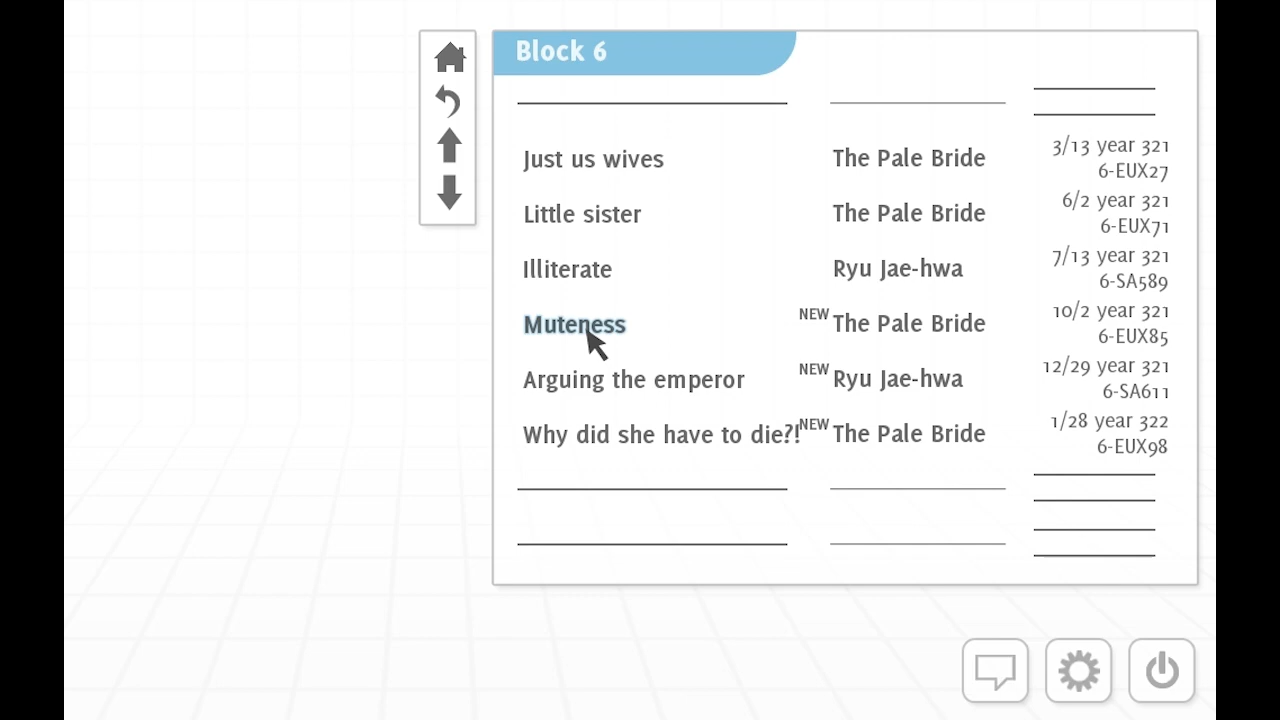 Block 6
Just us wives The Pale Bride 3/13 year 321
6-EUX27
Little sister The Pale Bride 6/2 year 321
6-EUX71
Illiterate Ryu Jae-hwa 7/13 year 321
6-SA589
Muteness NEW The Pale Bride 10/2 year 321
6-EUX85
Arguing the emperor NEW Ryu Jae-hwa 12/29 year 321
6-SA611
Why did she have to die?! NEW The Pale Bride 1/28 year 322
6-EUX98